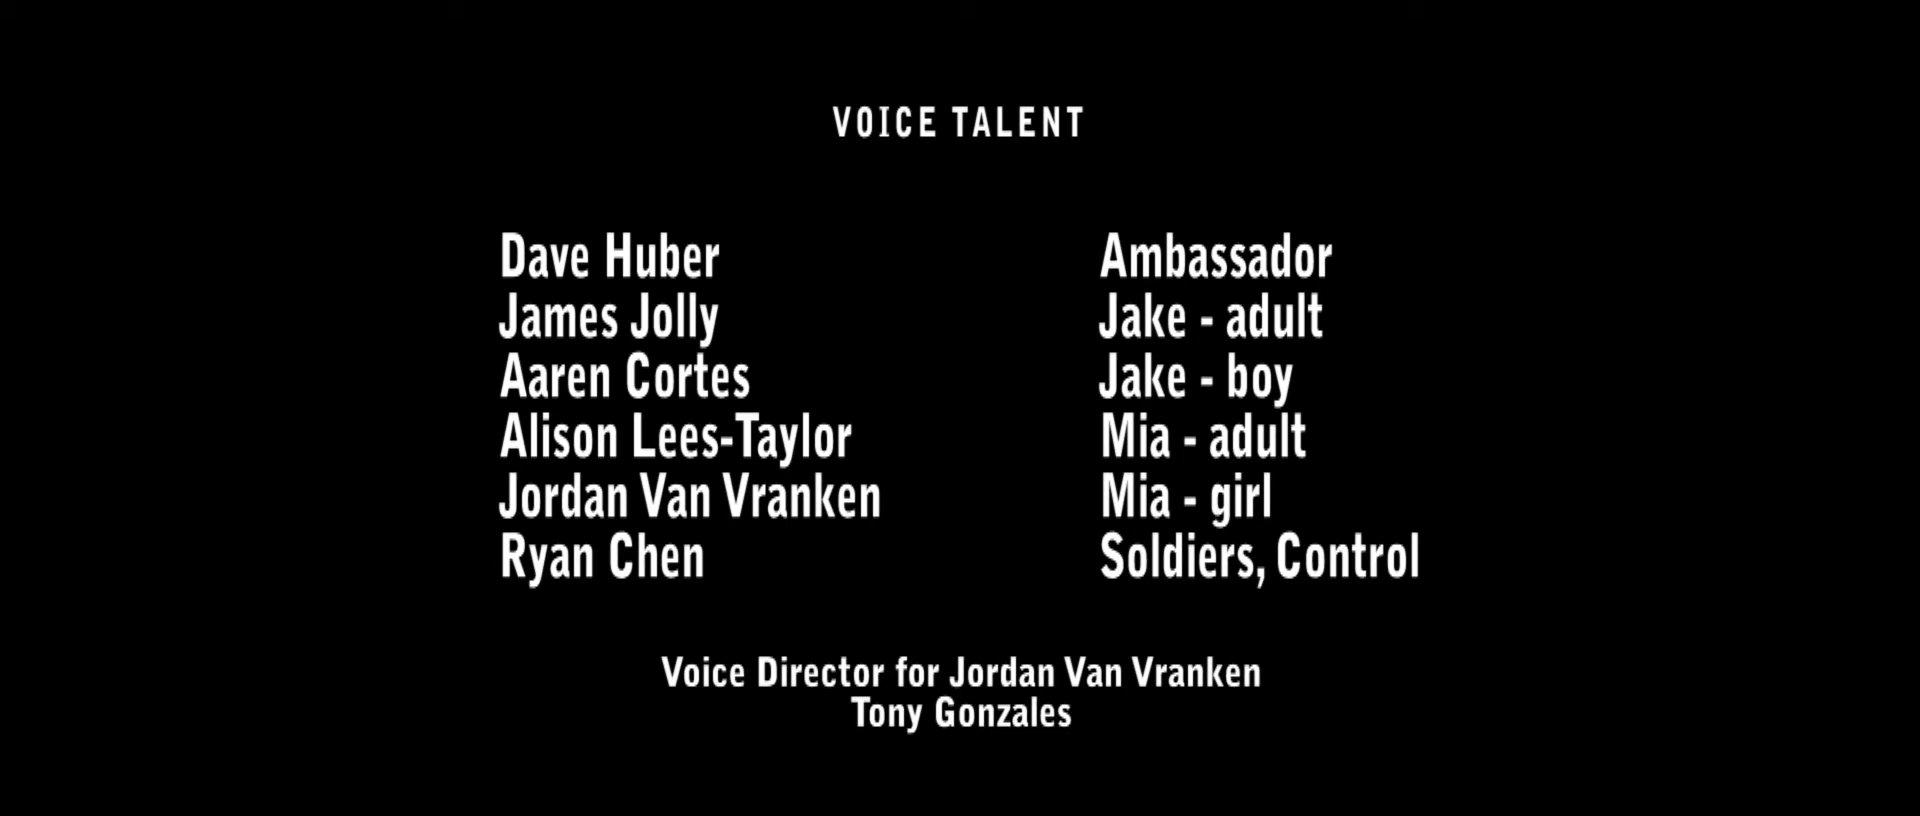 VOICE TALENT
Dave Huber Ambassador
James Jolly Jake - adult
Aaren Cortes Jake - boy
Alison Lees-Taylor Mia - adult
Jordan Van Vranken Mia - girl
Ryan Chen Soldiers, Control
Voice Director for Jordan Van Vranken
Tony Gonzales